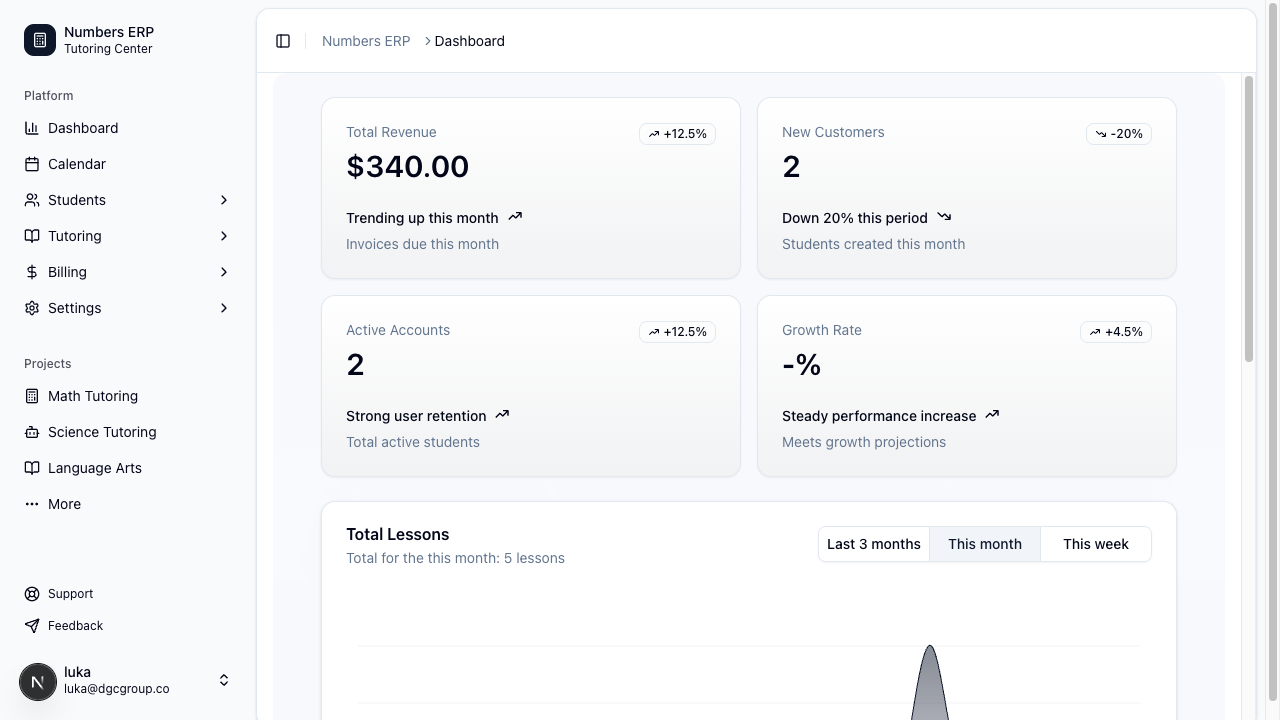 Numbers ERP
Tutoring Center
Platform
Dashboard
Calendar
Students
Tutoring
Billing
Settings
Projects
Math Tutoring
Science Tutoring
Language Arts
More
Support
Feedback
N
luka
luka@dgcgroup.co
Numbers ERP
Dashboard
Total Revenue
+12.5%
$340.00
Trending up this month
Invoices due this month
New Customers
-20%
2
Down 20% this period
Students created this month
Active Accounts
+12.5%
2
Strong user retention
Total active students
Growth Rate
+4.5%
-%
Steady performance increase
Meets growth projections
Total Lessons
Total for the this month: 5 lessons
Last 3 months
This month
This week